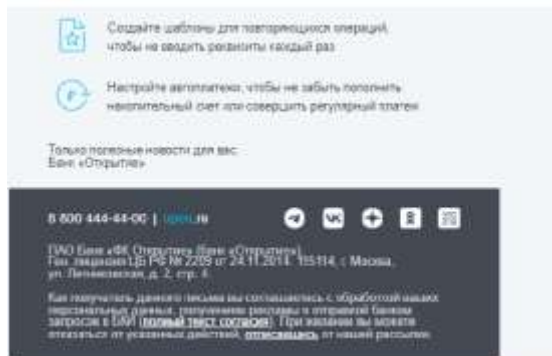 Создайте шаблоны для повторяющихся операций,
чтобы не вводить реквизиты каждый раз
Настройте автоплатежи, чтобы не забыть пополнить
накопительный счет или совершить регулярный платеж
Только полезные новости для вас.
Банк «Открытие»
8 800 444-44-00 | open.ru
ПАО Банк «ФК Открытие» (банк «Открытие»).
Ген. лицензия ЦБ РФ № 2209 от 24.11.2014. 115114, г. Москва,
ул. Летниковская, д. 2, стр. 4.
Как получатель данного письма вы соглашаетесь с обработкой ваших
персональных данных, получением рекламы и отправкой банком
запросов в БКИ (полный текст согласия). При желании вы можете
отказаться от указанных действий, отписавшись от нашей рассылки.